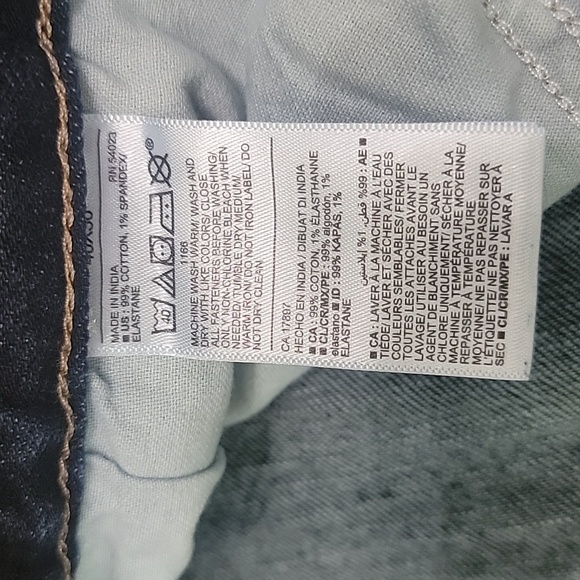 MADE IN INDIA RN 54023
■ US : 99% COTTON, 1% SPANDEX/
ELASTANE
40
1166
MACHINE WASH WARM/ WASH AND
DRY WITH LIKE COLORS/ CLOSE
ALL FASTENERS BEFORE WASHING/
USE NON-CHLORINE BLEACH WHEN
NEEDED/ TUMBLE DRY MEDIUM/
WARM IRON/ DO NOT IRON LABEL/ DO
NOT DRY CLEAN
CA 17897
HECHO EN INDIA / DIBUAT DI INDIA
■ CA : 99% COTON, 1% ÉLASTHANNE
■ CL/CR/MX/PE : 99% algodón, 1%
elastano ■ ID : 99% KAPAS, 1%
ELASTANE
■ AE : 99% قطن, 1% إيلاستين
■ CA : LAVER À LA MACHINE À L'EAU
TIÈDE/ LAVER ET SÉCHER AVEC DES
COULEURS SEMBLABLES/ FERMER
TOUTES LES ATTACHES AVANT LE
LAVAGE/ AU BESOIN UN
AGENT DE BLANCHIMENT SANS
CHLORE UNIQUEMENT/ SÉCHER À LA
MACHINE À TEMPÉRATURE MOYENNE/
REPASSER À TEMPÉRATURE
MOYENNE/ NE PAS REPASSER SUR
L'ÉTIQUETTE/ NE PAS NETTOYER À
SEC ■ CL/CR/MX/PE : LAVAR A